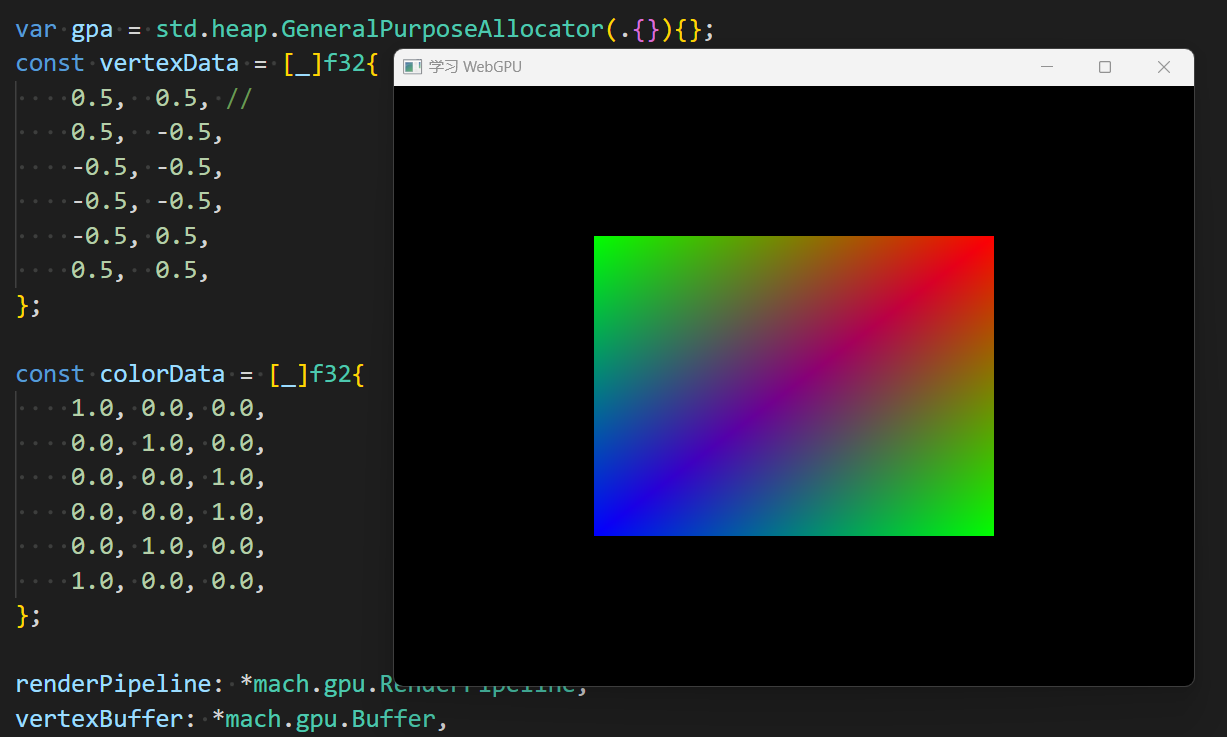 var gpa = std.heap.GeneralPurposeAllocator(.{}){};
const vertexData = [_]f32{
学习 WebGPU
    0.5,  0.5, //
    0.5,  -0.5,
    -0.5, -0.5,
    -0.5, -0.5,
    -0.5, 0.5,
    0.5,  0.5,
};
const colorData = [_]f32{
    1.0, 0.0, 0.0,
    0.0, 1.0, 0.0,
    0.0, 0.0, 1.0,
    0.0, 0.0, 1.0,
    0.0, 1.0, 0.0,
    1.0, 0.0, 0.0,
};
renderPipeline: *mach.gpu.RenderPipeline,
vertexBuffer: *mach.gpu.Buffer,